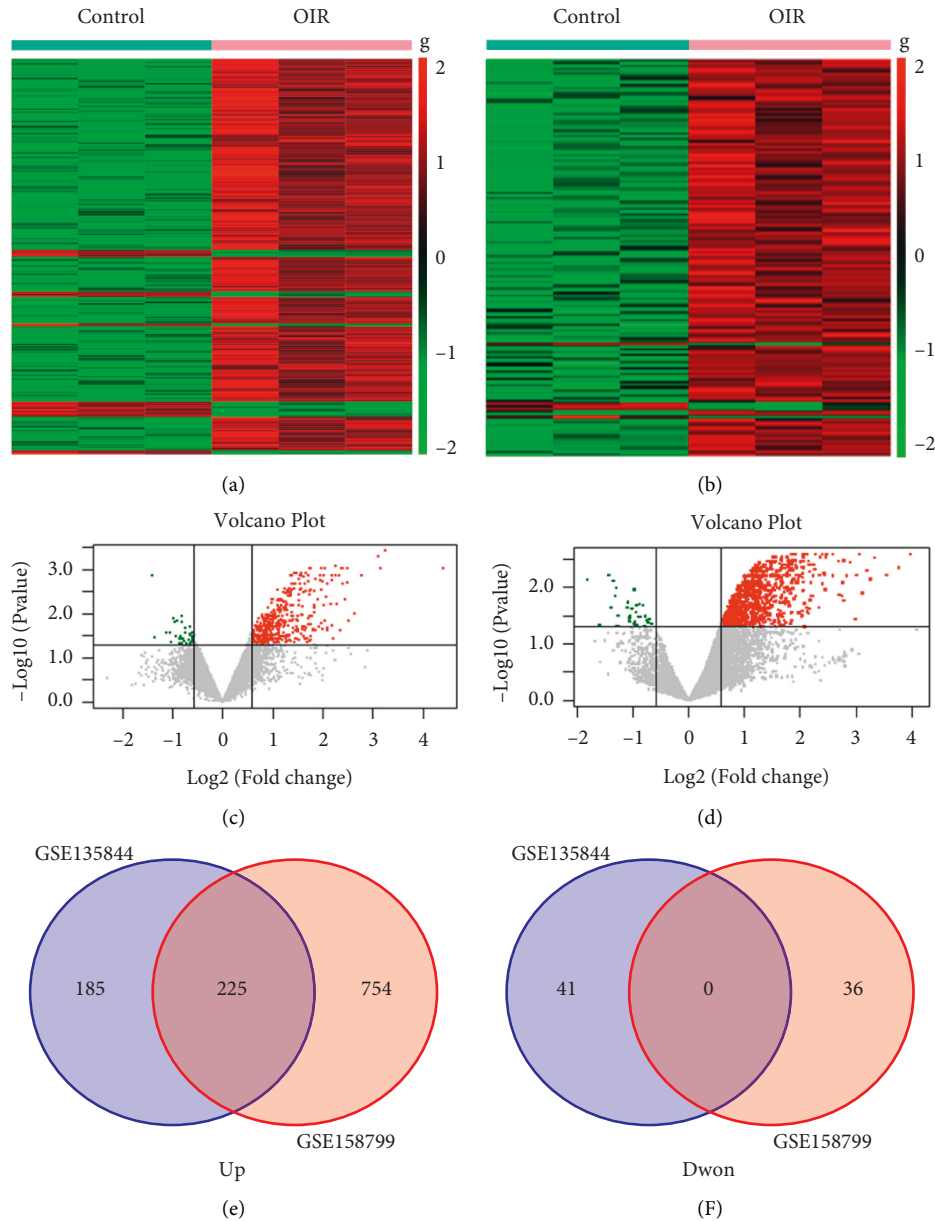 Control OIR
g
2
1
0
−1
−2
(a)
Control OIR
g
2
1
0
−1
−2
(b)
Volcano Plot
−Log10 (Pvalue)
3.0
2.0
1.0
0.0
−2 −1 0 1 2 3 4
Log2 (Fold change)
(c)
Volcano Plot
−Log10 (Pvalue)
2.0
1.0
0.0
−2 −1 0 1 2 3 4
Log2 (Fold change)
(d)
GSE135844
185 225 754
GSE158799
Up
(e)
GSE135844
41 0 36
GSE158799
Dwon
(F)